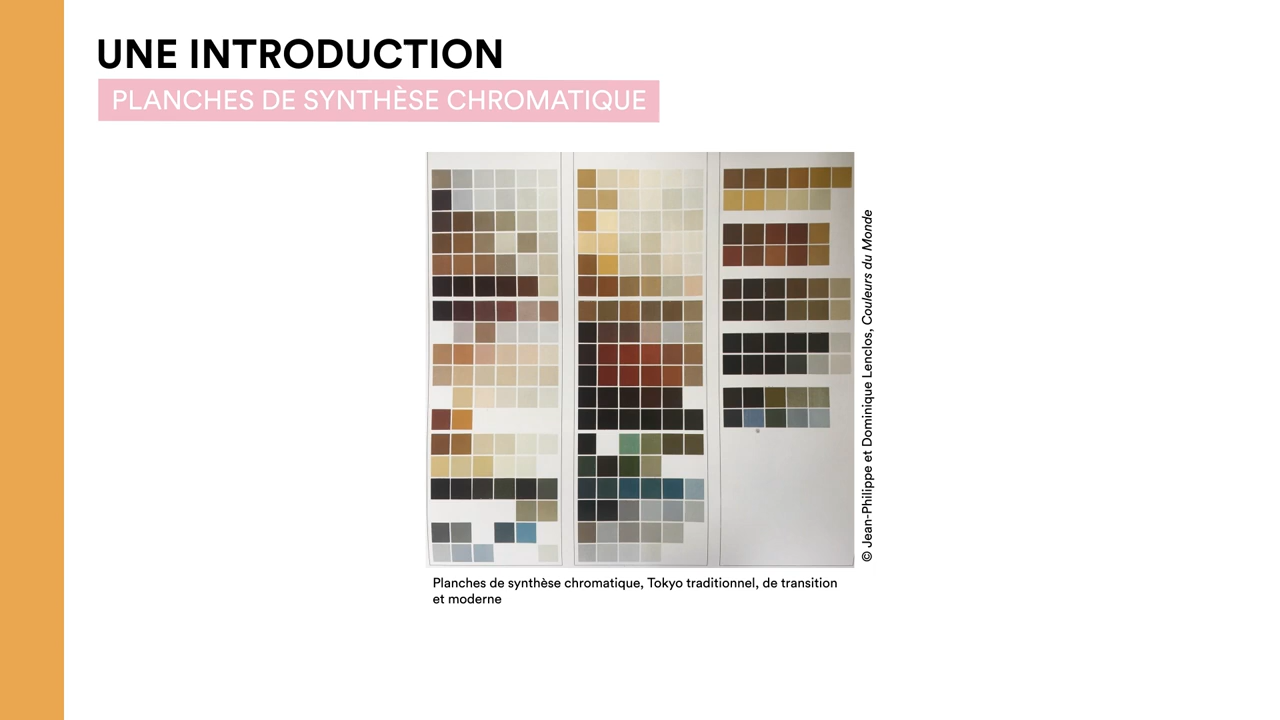 UNE INTRODUCTION
PLANCHES DE SYNTHÈSE CHROMATIQUE
© Jean-Philippe et Dominique Lenclos, Couleurs du Monde
Planches de synthèse chromatique, Tokyo traditionnel, de transition
et moderne